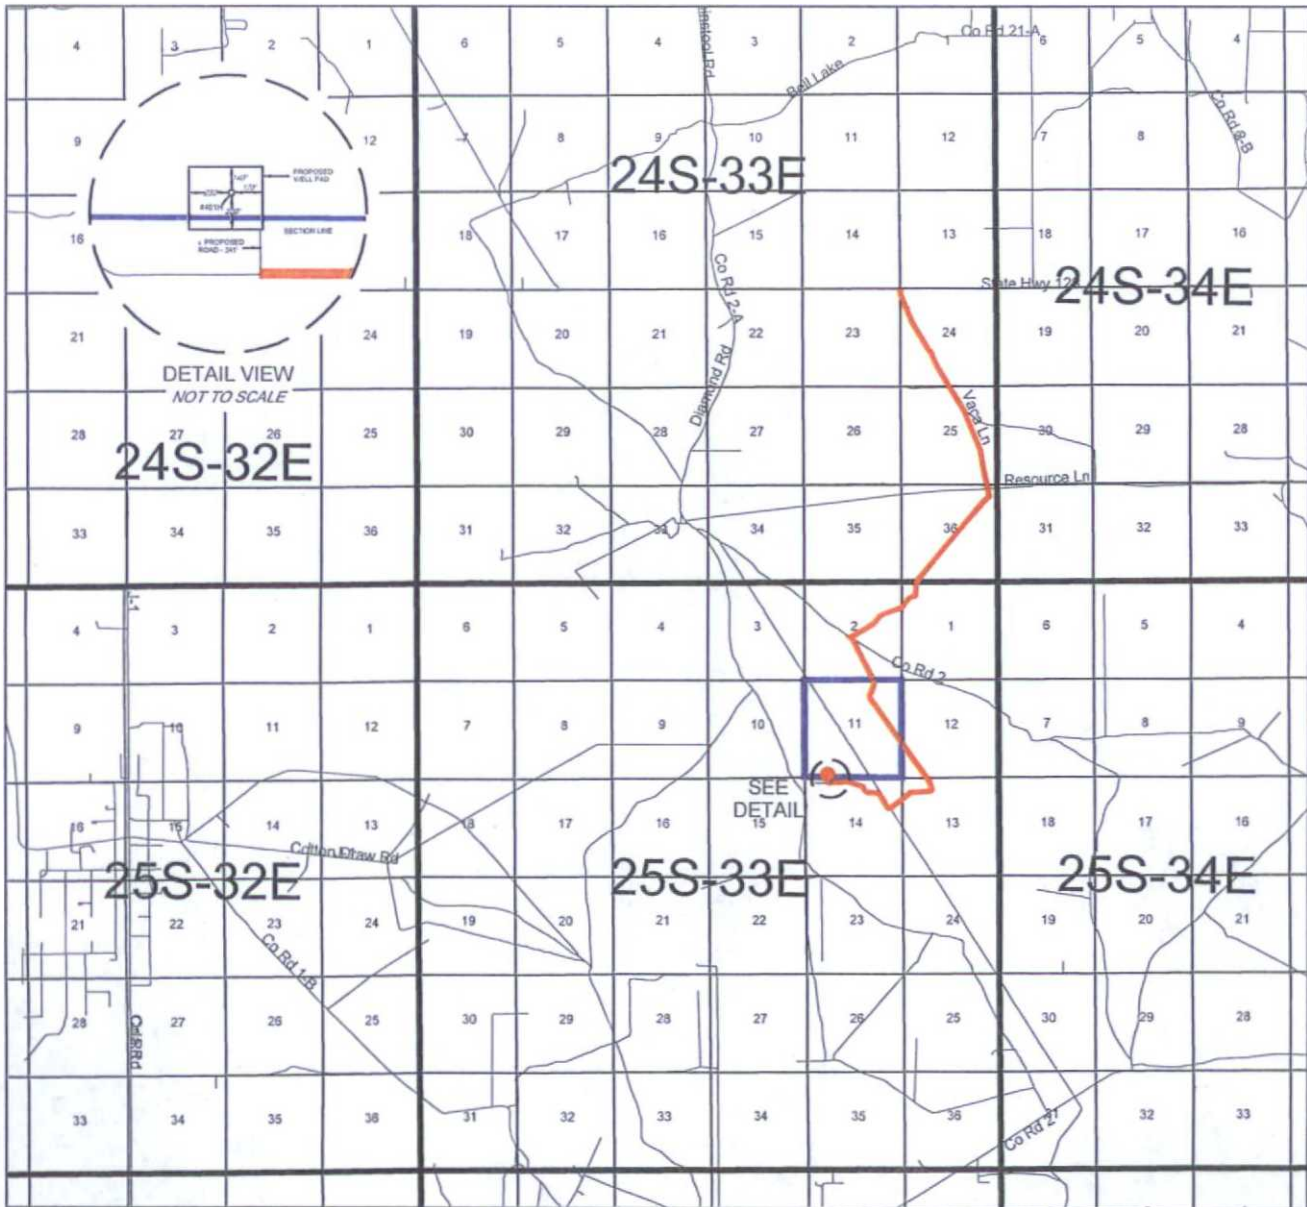 4 3 2 1 6 5 4 3 2 1 6 5 4
Co Rd 21-A
Bell Lake
Co Rd 8-B
9 12 7 8 9 10 11 12 7 8
24S-33E
PROPOSED
WELL PAD
SECTION LINE
PROPOSED
16 18 17 16 15 14 13 18 17 16
Co Rd 2-A
State Hwy 128
24S-34E
21 24 19 20 21 22 23 24 19 20 21
DETAIL VIEW
NOT TO SCALE
Diamond Rd
Vaca Ln
28 27 26 25 30 29 28 27 26 25 30 29 28
24S-32E
Resource Ln
33 34 35 36 31 32 33 34 35 36 31 32 33
4 3 2 1 6 5 4 3 2 1 6 5 4
Co Rd 2
9 10 11 12 7 8 9 10 11 12 7 8 9
SEE
DETAIL
16 15 14 13 18 17 16 15 14 13 18 17 16
Cotton Draw Rd
25S-32E
25S-33E
25S-34E
21 22 23 24 19 20 21 22 23 24 19 20 21
Co Rd 1-B
28 27 26 25 30 29 28 27 26 25 30 29 28
33 34 35 36 31 32 33 34 35 36 31 32 33
Co Rd 2